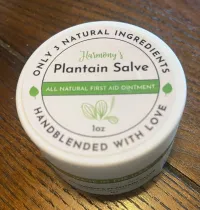 ONLY 3 NATURAL INGREDIENTS
Harmony's
Plantain Salve
ALL NATURAL FIRST AID OINTMENT
1oz
HANDBLENDED WITH LOVE